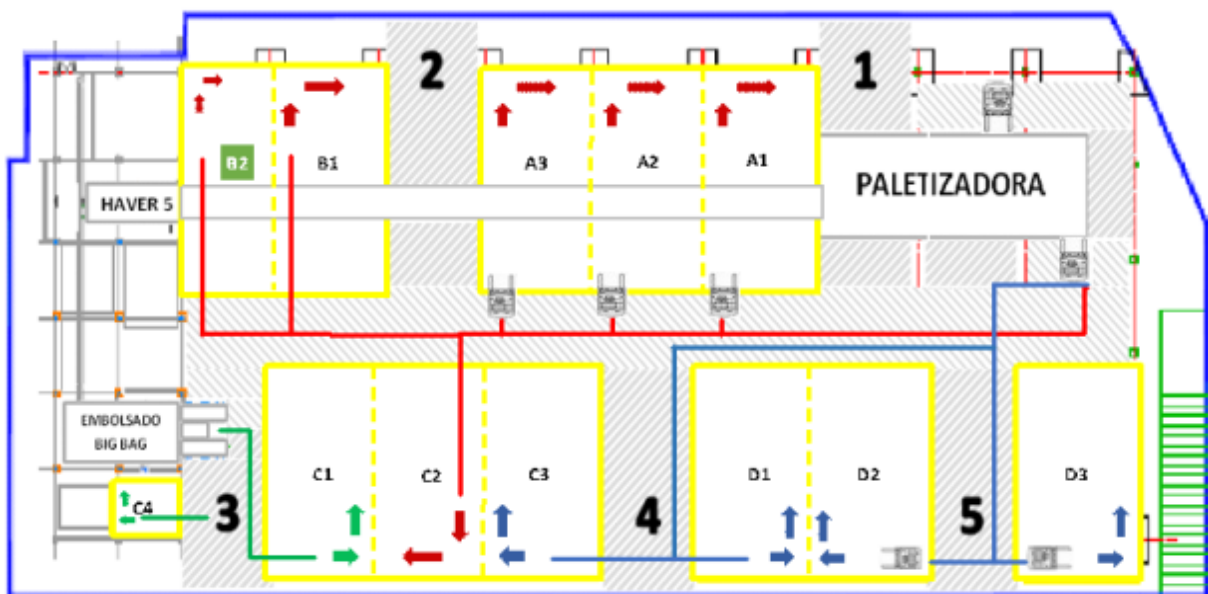 2
1
B2
B1
A3
A2
A1
PALETIZADORA
HAVER 5
EMBOLSADO
BIG BAG
C1
C2
C3
D1
D2
D3
C4
3
4
5